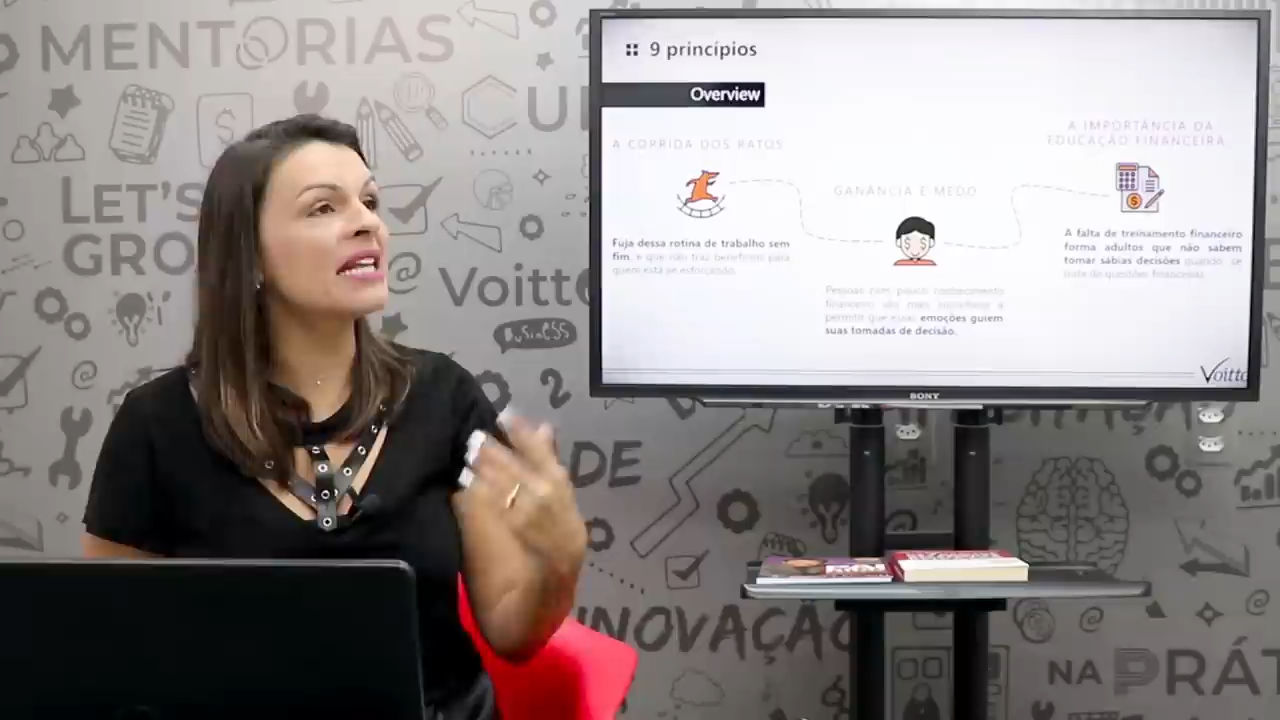 MENTORIAS
CU
LET'S
GRO
Voitto
BUSINESS
DE
INOVAÇÃO
NA PRÁT
9 princípios
Overview
A CORRIDA DOS RATOS
Fuja dessa rotina de trabalho sem
fim, e que não traz benefícios para
quem está se esforçando.
GANÂNCIA E MEDO
Pessoas com pouco conhecimento
financeiro são mais suscetíveis a
permitir que essas emoções guiem
suas tomadas de decisão.
A IMPORTÂNCIA DA
EDUCAÇÃO FINANCEIRA
A falta de treinamento financeiro
forma adultos que não sabem
tomar sábias decisões quando se
trata de questões financeiras.
Voitto
SONY